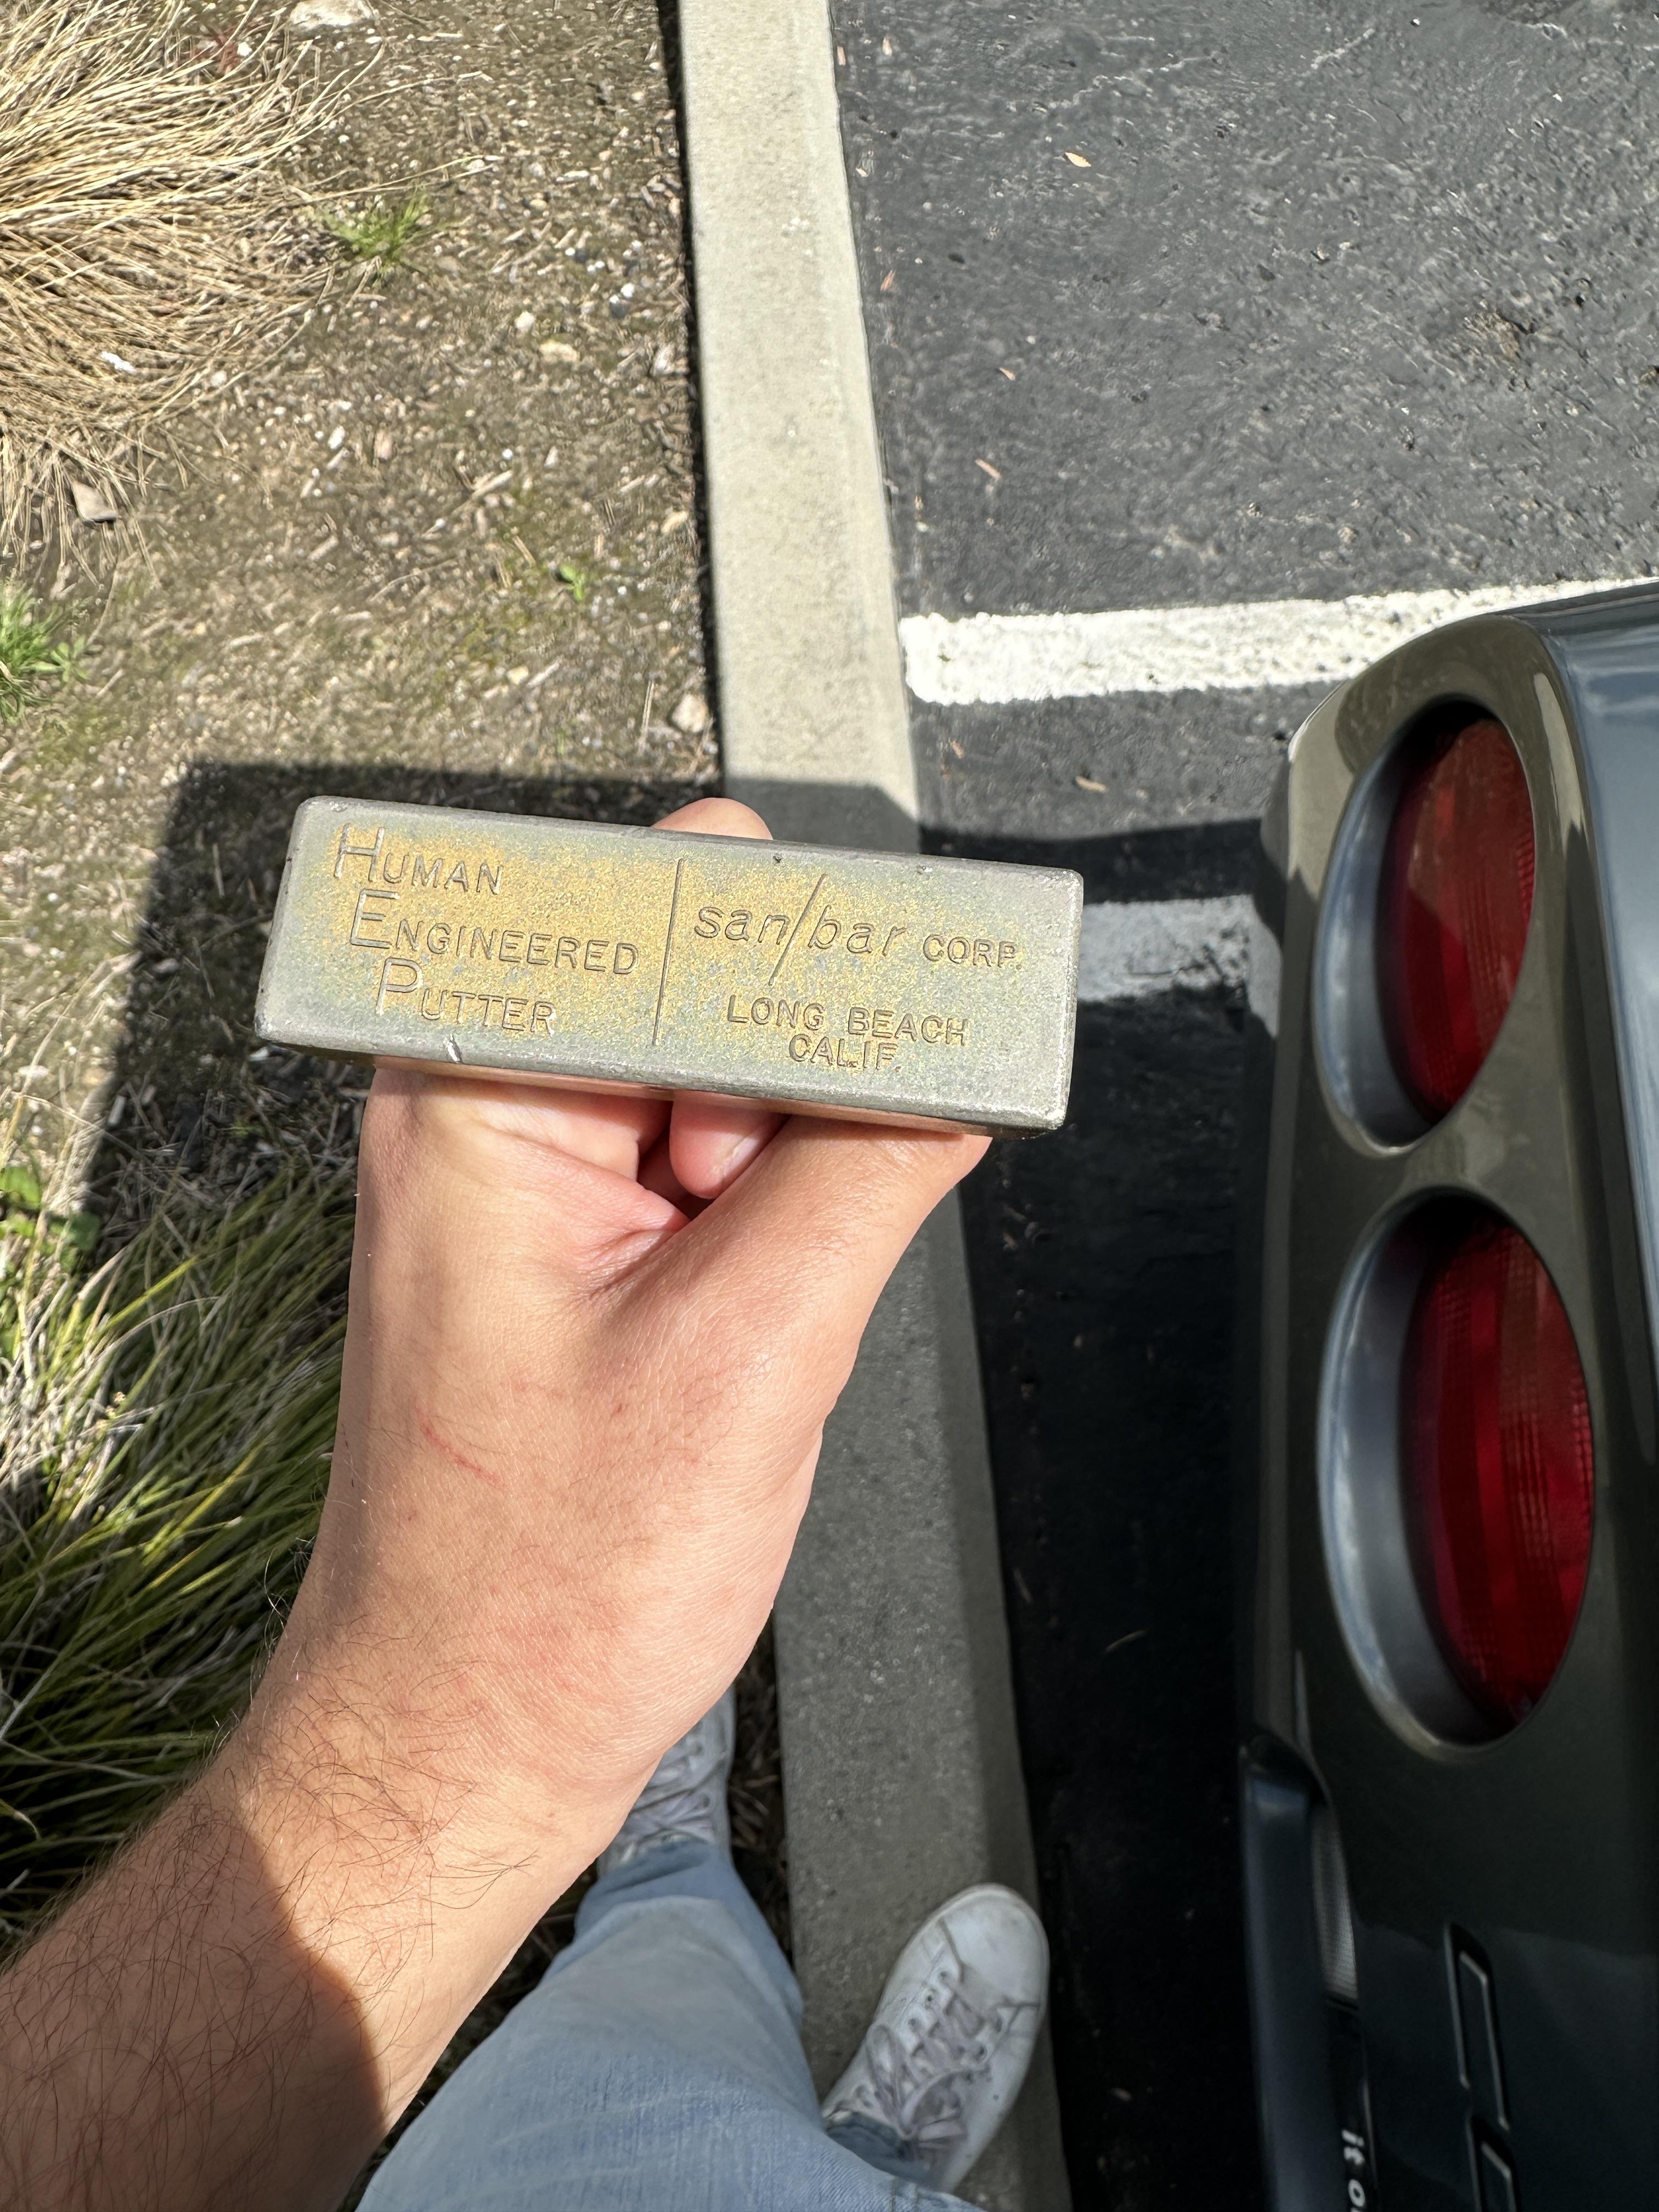 HUMAN
ENGINEERED
PUTTER
san/bar CORP.
LONG BEACH
CALIF.